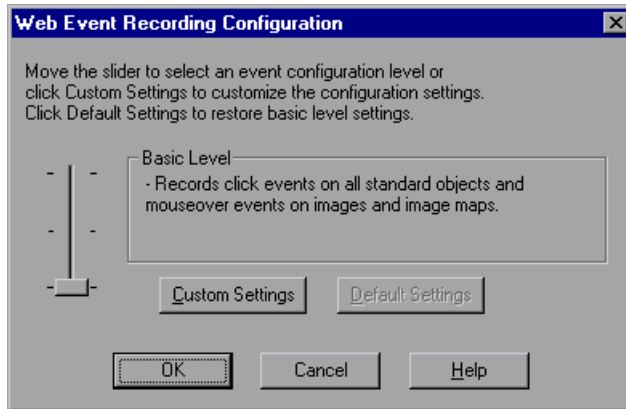 Web Event Recording Configuration
Move the slider to select an event configuration level or
click Custom Settings to customize the configuration settings.
Click Default Settings to restore basic level settings.
Basic Level
- Records click events on all standard objects and
mouseover events on images and image maps.
Custom Settings
Default Settings
OK
Cancel
Help